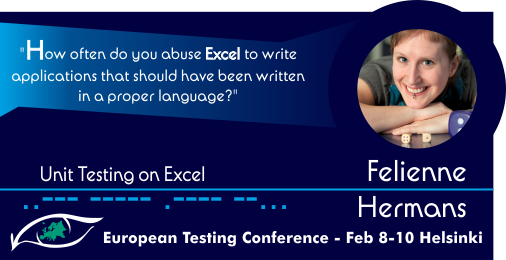 "How often do you abuse Excel to write
applications that should have been written
in a proper language?"
Unit Testing on Excel
Felienne
Hermans
European Testing Conference - Feb 8-10 Helsinki